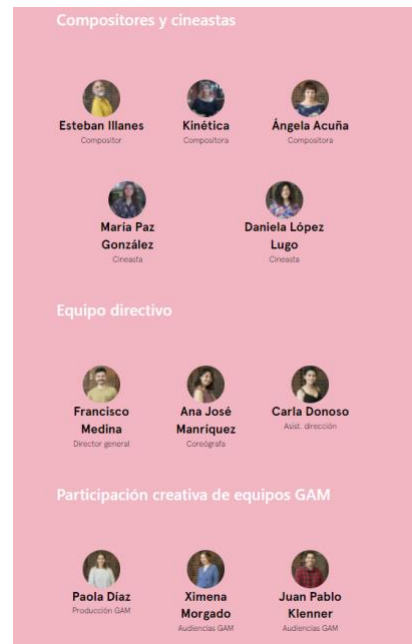 Compositores y cineastas
Esteban Illanes
Compositor
Kinética
Compositora
Ángela Acuña
Compositora
María Paz
González
Cineasta
Daniela López
Lugo
Cineasta
Equipo directivo
Francisco
Medina
Director general
Ana José
Manríquez
Coreógrafa
Carla Donoso
Asist. dirección
Participación creativa de equipos GAM
Paola Díaz
Producción GAM
Ximena
Morgado
Audiencias GAM
Juan Pablo
Klenner
Audiencias GAM